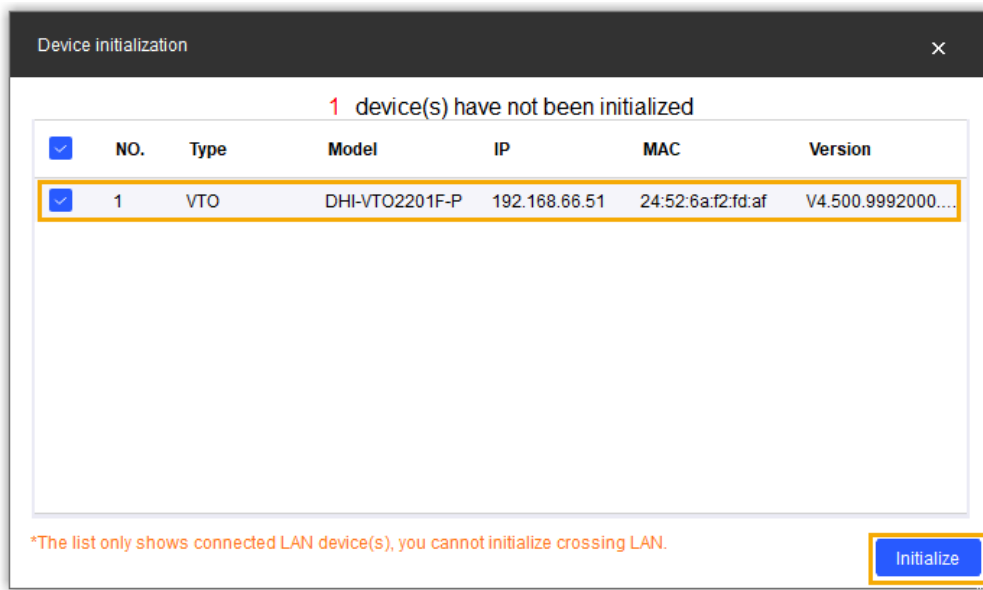 Device initialization
1 device(s) have not been initialized
NO. Type Model IP MAC Version
1 VTO DHI-VTO2201F-P 192.168.66.51 24:52:6a:f2:fd:af V4.500.9992000....
*The list only shows connected LAN device(s), you cannot initialize crossing LAN.
Initialize